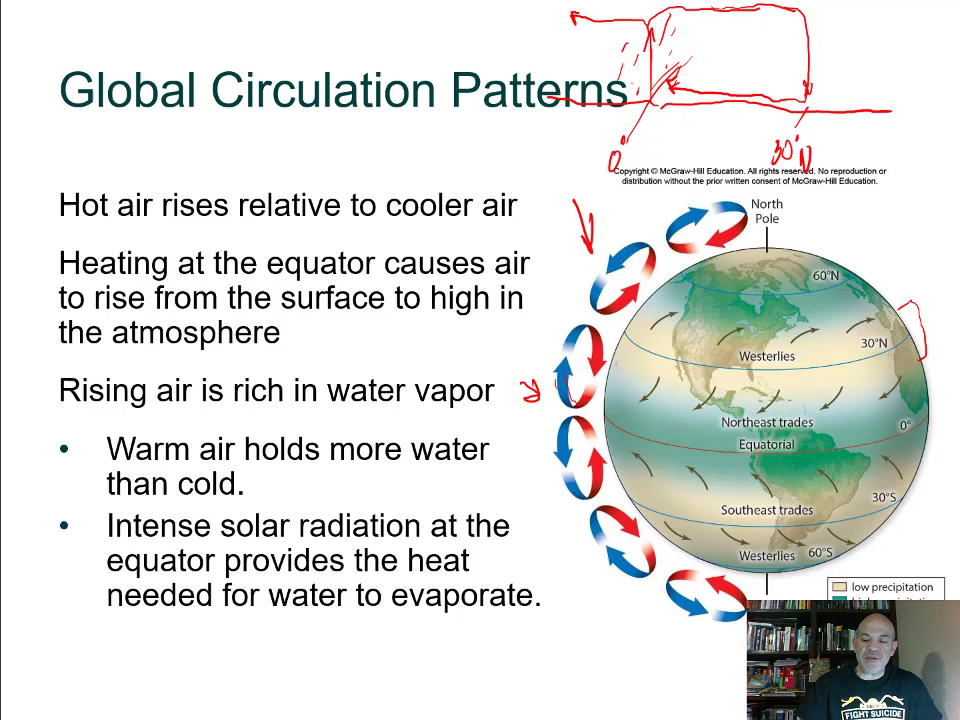 Global Circulation Patterns
0°
30° N
Copyright © McGraw-Hill Education. All rights reserved. No reproduction or
distribution without the prior written consent of McGraw-Hill Education.
Hot air rises relative to cooler air
Heating at the equator causes air
to rise from the surface to high in
the atmosphere
Rising air is rich in water vapor
• Warm air holds more water
than cold.
• Intense solar radiation at the
equator provides the heat
needed for water to evaporate.
North
Pole
60°N
30°N
Westerlies
Northeast trades
0°
Equatorial
30°S
Southeast trades
Westerlies
60°S
low precipitation
FIGHT SUICIDE